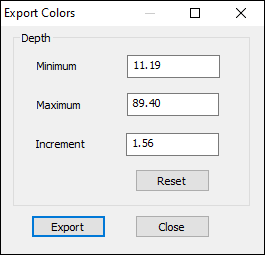 Export Colors
Depth
Minimum 11.19
Maximum 89.40
Increment 1.56
Reset
Export Close